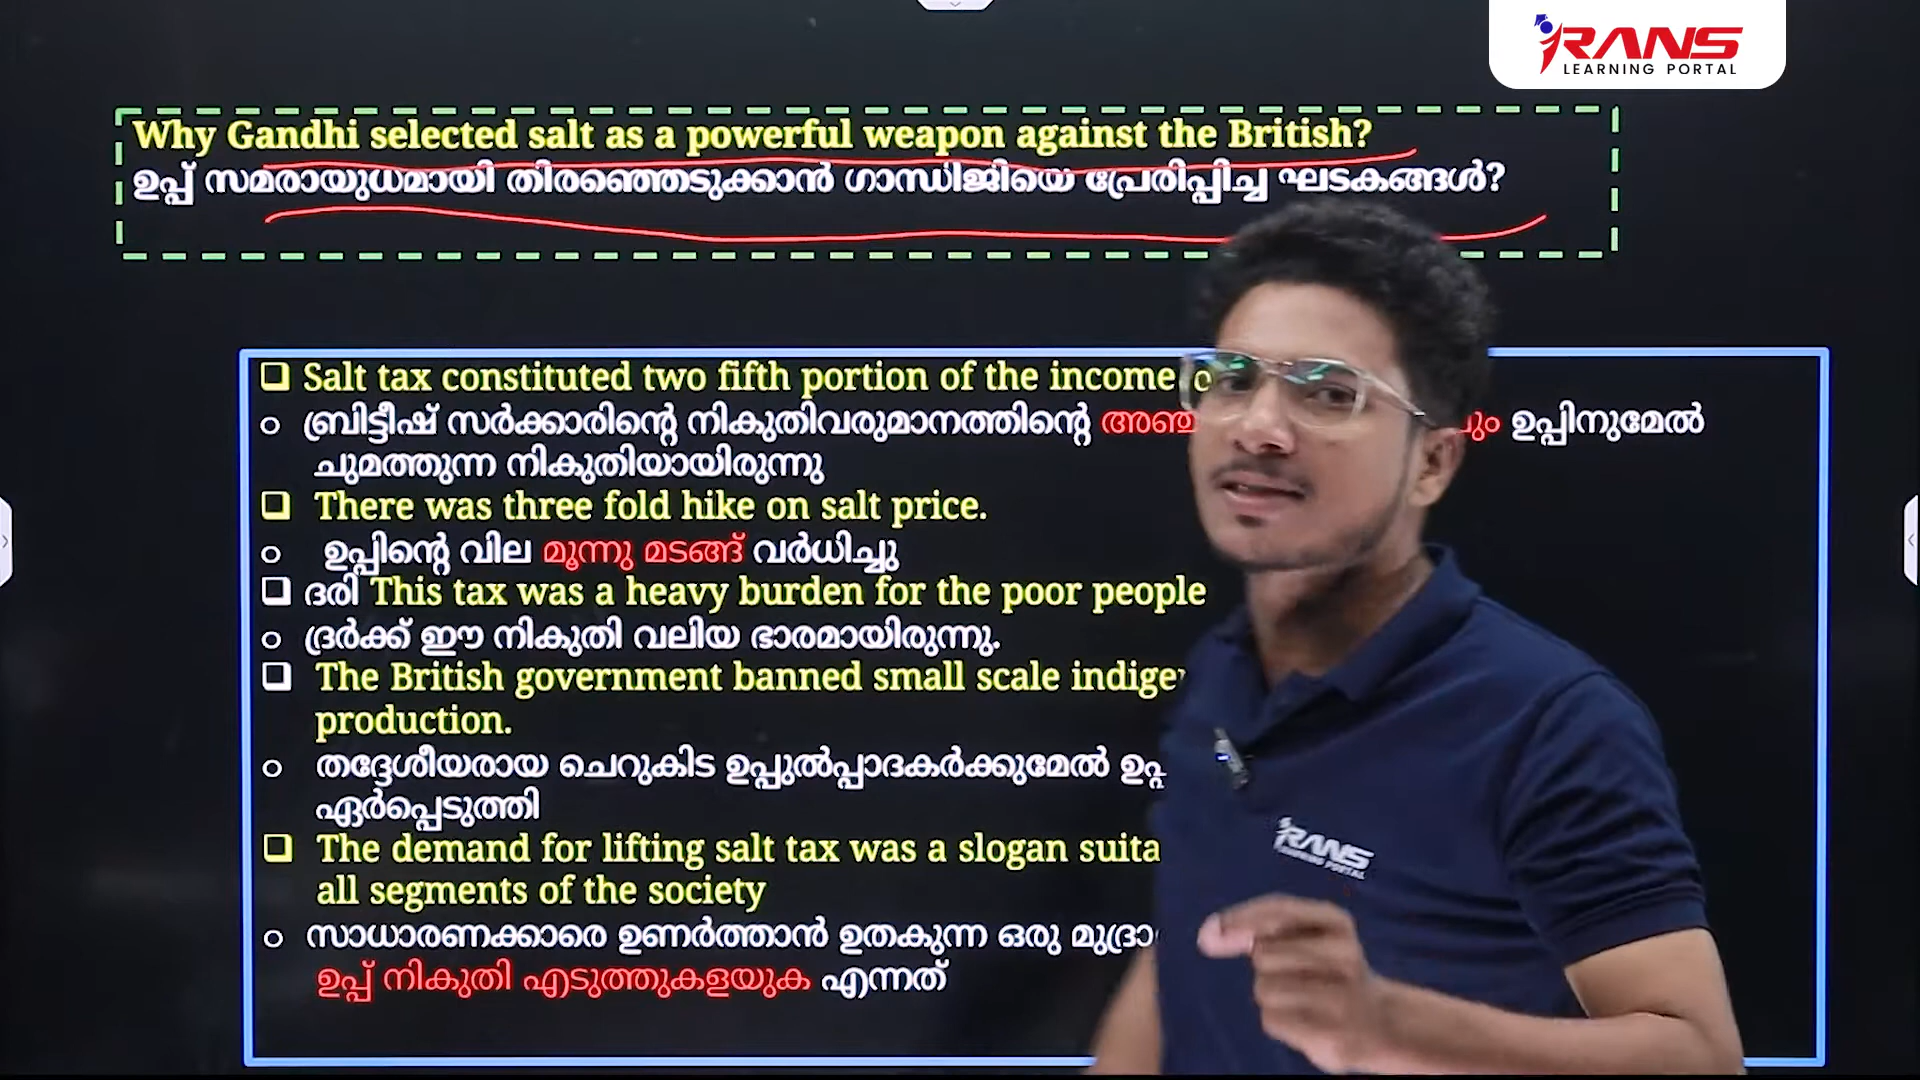 RANS
LEARNING PORTAL
Why Gandhi selected salt as a powerful weapon against the British?
ഉപ്പ് സമരായുധമായി തിരഞ്ഞെടുക്കാൻ ഗാന്ധിജിയെ പ്രേരിപ്പിച്ച ഘടകങ്ങൾ?
Salt tax constituted two fifth portion of the income
ബ്രിട്ടീഷ് സർക്കാരിന്റെ നികുതിവരുമാനത്തിന്റെ ഉപ്പിനുമേൽ
ചുമത്തുന്ന നികുതിയായിരുന്നു
There was three fold hike on salt price.
ഉപ്പിന്റെ വില മൂന്നു മടങ്ങ് വർധിച്ചു
ദരി This tax was a heavy burden for the poor people
ദ്രർക്ക് ഈ നികുതി വലിയ ഭാരമായിരുന്നു.
The British government banned small scale
production.
തദ്ദേശീയരായ ചെറുകിട ഉപ്പുൽപ്പാദകർക്കുമേൽ
ഏർപ്പെടുത്തി
The demand for lifting salt tax was a slogan
all segments of the society
സാധാരണക്കാരെ ഉണർത്താൻ ഉതകുന്ന ഒരു
ഉപ്പ് നികുതി എടുത്തുകളയുക എന്നത്
RANS
LEARNING PORTAL